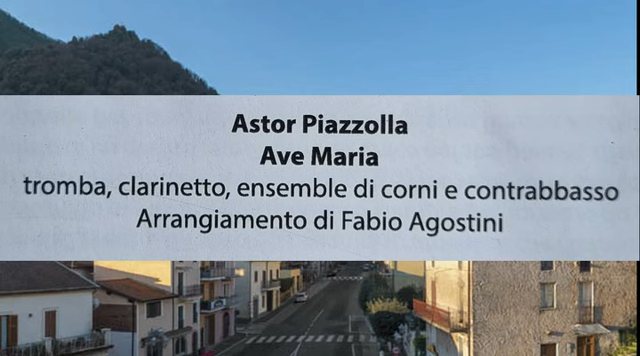 Astor Piazzolla
Ave Maria
tromba, clarinetto, ensemble di corni e contrabbasso
Arrangiamento di Fabio Agostini